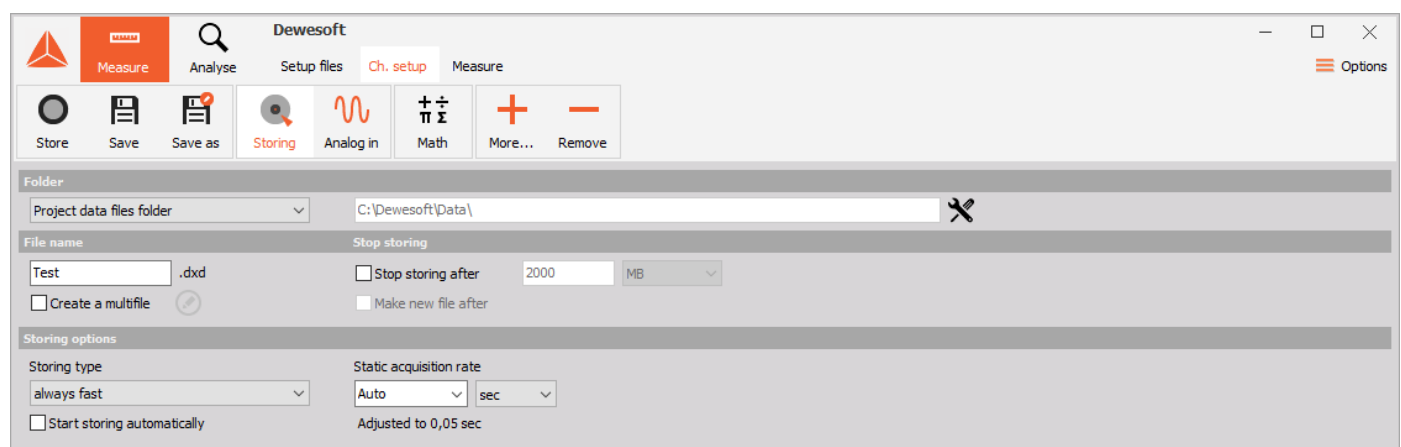 Dewesoft
Measure Analyse Setup files Ch. setup Measure Options
Store Save Save as Storing Analog in Math More... Remove
Folder
Project data files folder C:\Dewesoft\Data\
File name Stop storing
Test .dxd Stop storing after 2000 MB
Create a multifile Make new file after
Storing options
Storing type Static acquisition rate
always fast Auto sec
Start storing automatically Adjusted to 0,05 sec